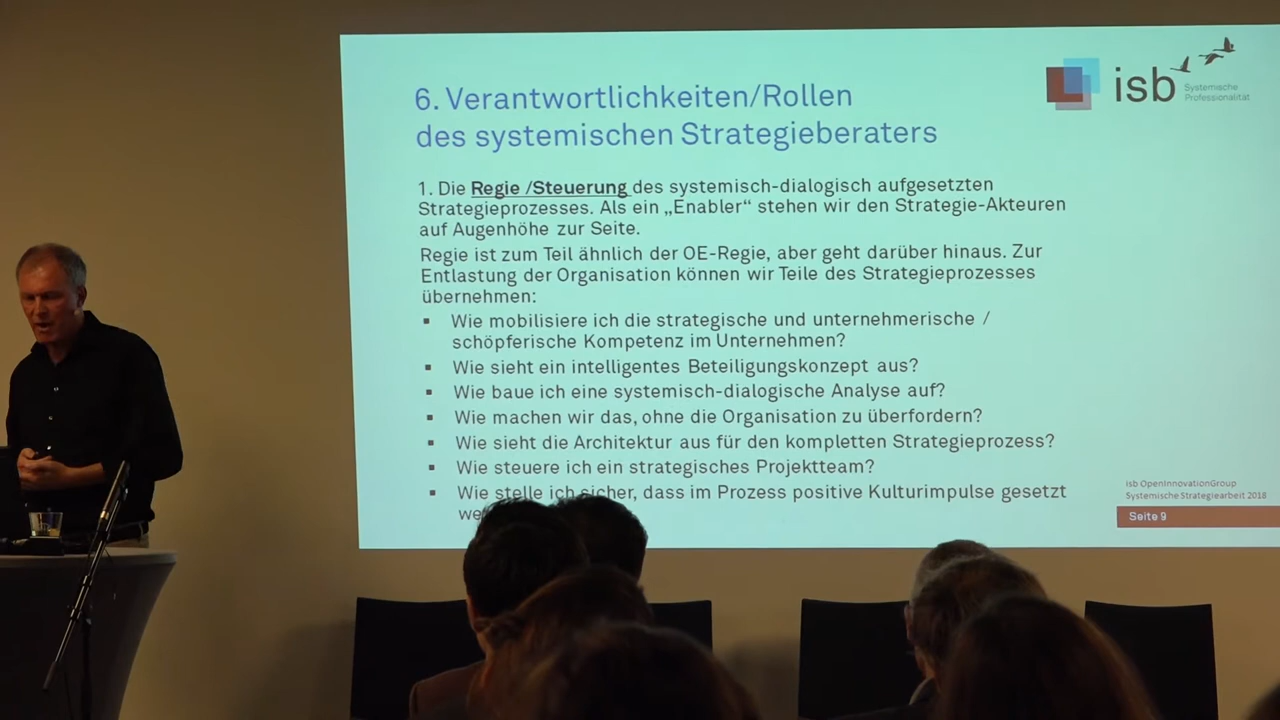 6. Verantwortlichkeiten/Rollen
des systemischen Strategieberaters
isb
Systemische
Professionalität
1. Die Regie /Steuerung des systemisch-dialogisch aufgesetzten
Strategieprozesses. Als ein „Enabler“ stehen wir den Strategie-Akteuren
auf Augenhöhe zur Seite.
Regie ist zum Teil ähnlich der OE-Regie, aber geht darüber hinaus. Zur
Entlastung der Organisation können wir Teile des Strategieprozesses
übernehmen:
▪ Wie mobilisiere ich die strategische und unternehmerische /
schöpferische Kompetenz im Unternehmen?
▪ Wie sieht ein intelligentes Beteiligungskonzept aus?
▪ Wie baue ich eine systemisch-dialogische Analyse auf?
▪ Wie machen wir das, ohne die Organisation zu überfordern?
▪ Wie sieht die Architektur aus für den kompletten Strategieprozess?
▪ Wie steuere ich ein strategisches Projektteam?
▪ Wie stelle ich sicher, dass im Prozess positive Kulturimpulse gesetzt
isb OpenInnovationGroup
Systemische Strategiearbeit 2018
Seite 9